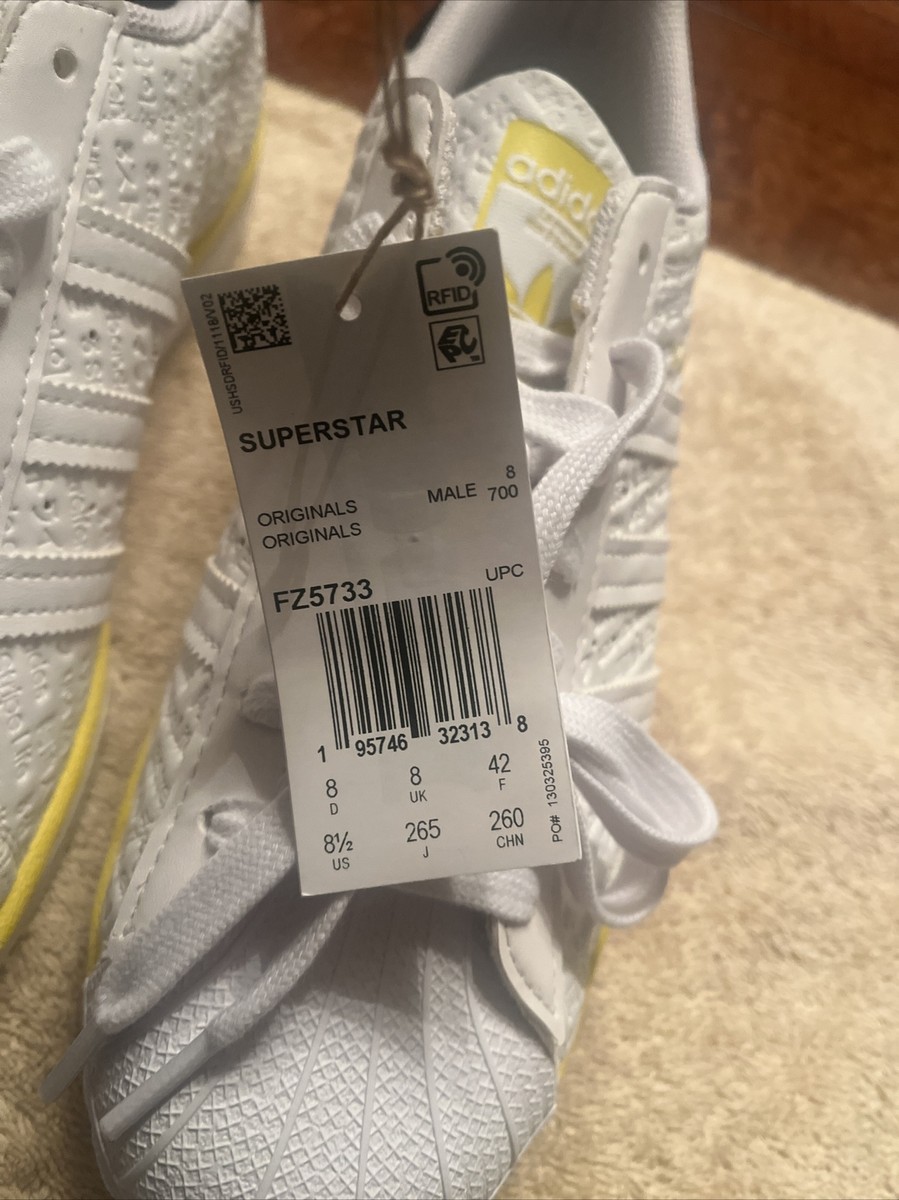 adidas
USHSDRFID/1118/V02
RFID
EPC
SUPERSTAR
ORIGINALS
ORIGINALS
MALE
8
700
FZ5733
UPC
1 95746 32313 8
8 8 42
D UK F
8½ 265 260
US J CHN
PO# 130325395